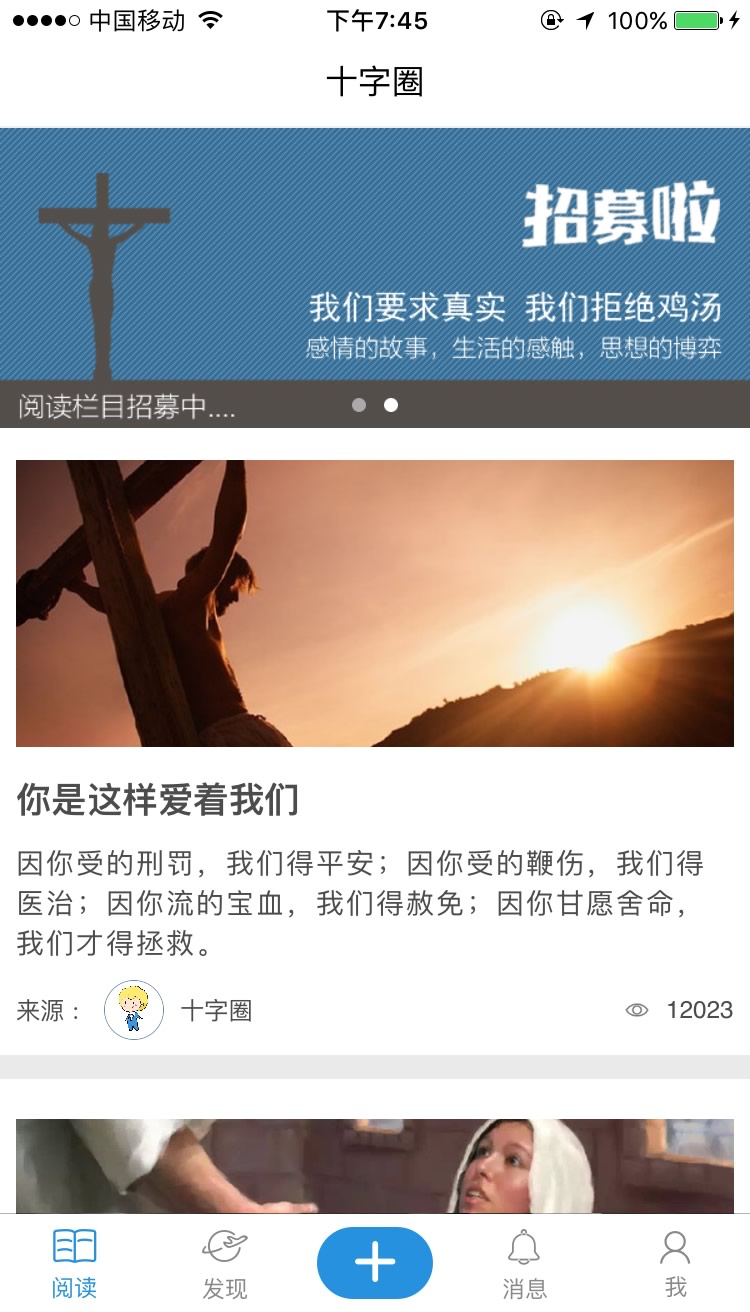 中国移动 下午7:45 100%
十字圈
招募啦
我们要求真实 我们拒绝鸡汤
感情的故事，生活的感触，思想的博弈
阅读栏目招募中....
你是这样爱着我们
因你受的刑罚，我们得平安；因你受的鞭伤，我们得
医治；因你流的宝血，我们得赦免；因你甘愿舍命，
我们才得拯救。
来源： 十字圈 12023
阅读 发现 消息 我